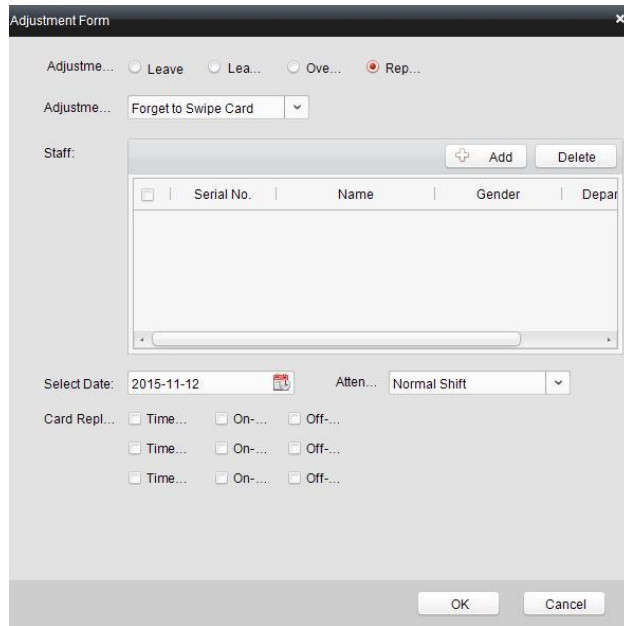 Adjustment Form
Adjustme... Leave Lea... Ove... Rep...
Adjustme... Forget to Swipe Card
Staff: Add Delete
Serial No. Name Gender Depar
Select Date: 2015-11-12 Atten... Normal Shift
Card Repl... Time... On-... Off-...
Time... On-... Off-...
Time... On-... Off-...
OK Cancel